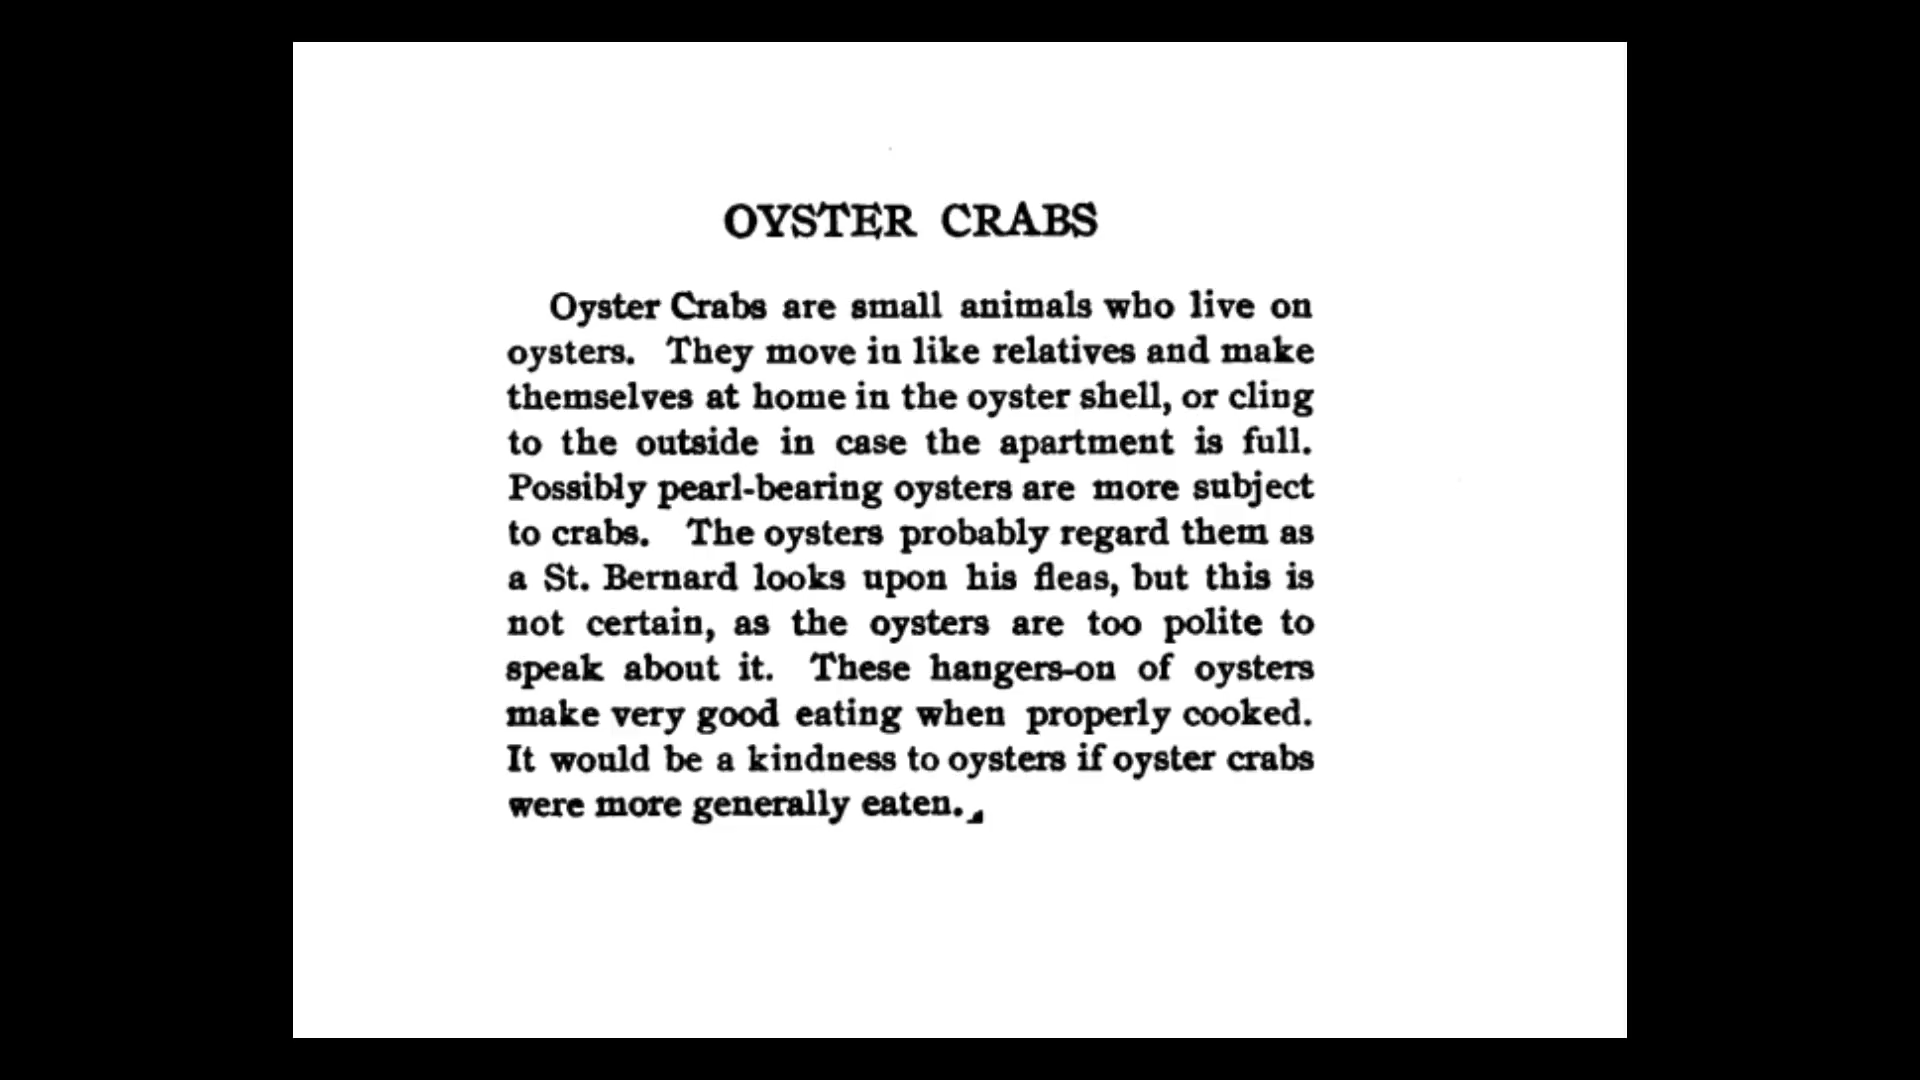 OYSTER CRABS
Oyster Crabs are small animals who live on
oysters. They move in like relatives and make
themselves at home in the oyster shell, or cling
to the outside in case the apartment is full.
Possibly pearl-bearing oysters are more subject
to crabs. The oysters probably regard them as
a St. Bernard looks upon his fleas, but this is
not certain, as the oysters are too polite to
speak about it. These hangers-on of oysters
make very good eating when properly cooked.
It would be a kindness to oysters if oyster crabs
were more generally eaten.